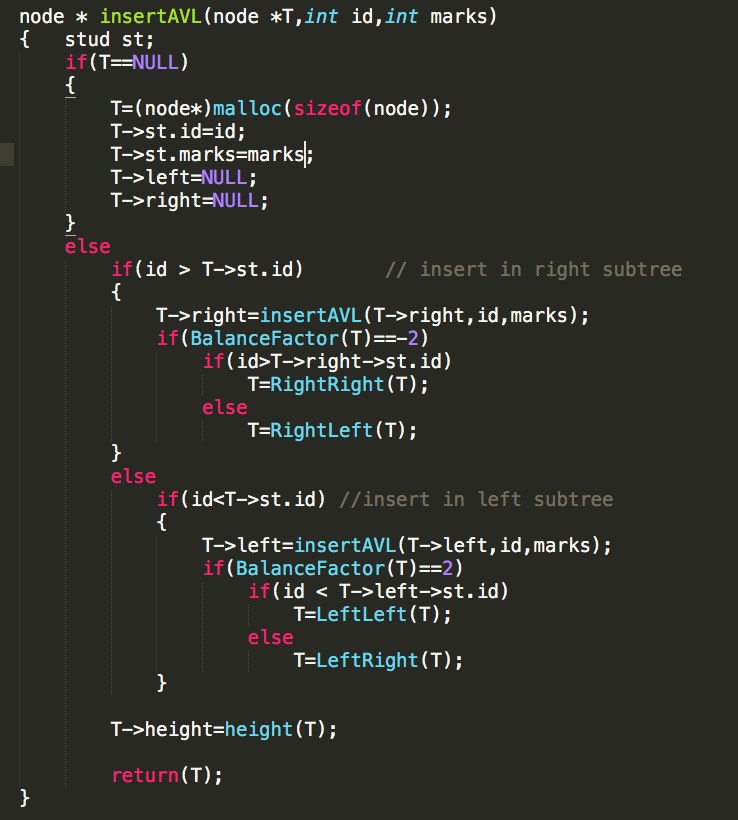 node * insertAVL(node *T,int id,int marks)
{   stud st;
    if(T==NULL)
    {
        T=(node*)malloc(sizeof(node));
        T->st.id=id;
        T->st.marks=marks;
        T->left=NULL;
        T->right=NULL;
    }
    else
        if(id > T->st.id)       // insert in right subtree
        {
            T->right=insertAVL(T->right,id,marks);
            if(BalanceFactor(T)==-2)
                if(id>T->right->st.id)
                    T=RightRight(T);
                else
                    T=RightLeft(T);
        }
        else
            if(id<T->st.id) //insert in left subtree
            {
                T->left=insertAVL(T->left,id,marks);
                if(BalanceFactor(T)==2)
                    if(id < T->left->st.id)
                        T=LeftLeft(T);
                    else
                        T=LeftRight(T);
            }

        T->height=height(T);

        return(T);
}